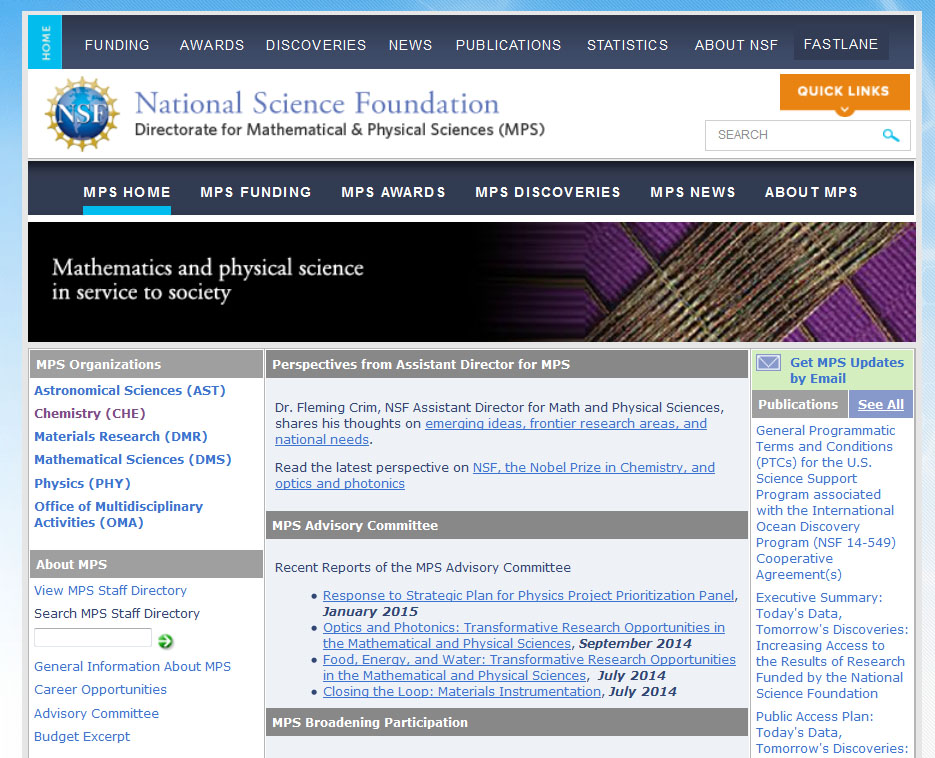 HOME
FUNDING
AWARDS
DISCOVERIES
NEWS
PUBLICATIONS
STATISTICS
ABOUT NSF
FASTLANE
NSF
National Science Foundation
Directorate for Mathematical & Physical Sciences (MPS)
QUICK LINKS
SEARCH
MPS HOME
MPS FUNDING
MPS AWARDS
MPS DISCOVERIES
MPS NEWS
ABOUT MPS
Mathematics and physical science
in service to society
MPS Organizations
Astronomical Sciences (AST)
Chemistry (CHE)
Materials Research (DMR)
Mathematical Sciences (DMS)
Physics (PHY)
Office of Multidisciplinary
Activities (OMA)
About MPS
View MPS Staff Directory
Search MPS Staff Directory
General Information About MPS
Career Opportunities
Advisory Committee
Budget Excerpt
Perspectives from Assistant Director for MPS
Dr. Fleming Crim, NSF Assistant Director for Math and Physical Sciences,
shares his thoughts on emerging ideas, frontier research areas, and
national needs.
Read the latest perspective on NSF, the Nobel Prize in Chemistry, and
optics and photonics
MPS Advisory Committee
Recent Reports of the MPS Advisory Committee
• Response to Strategic Plan for Physics Project Prioritization Panel,
January 2015
• Optics and Photonics: Transformative Research Opportunities in
the Mathematical and Physical Sciences, September 2014
• Food, Energy, and Water: Transformative Research Opportunities
in the Mathematical and Physical Sciences, July 2014
• Closing the Loop: Materials Instrumentation, July 2014
MPS Broadening Participation
Get MPS Updates
by Email
Publications
See All
General Programmatic
Terms and Conditions
(PTCs) for the U.S.
Science Support
Program associated
with the International
Ocean Discovery
Program (NSF 14-549)
Cooperative
Agreement(s)
Executive Summary:
Today's Data,
Tomorrow's Discoveries:
Increasing Access to
the Results of Research
Funded by the National
Science Foundation
Public Access Plan:
Today's Data,
Tomorrow's Discoveries: